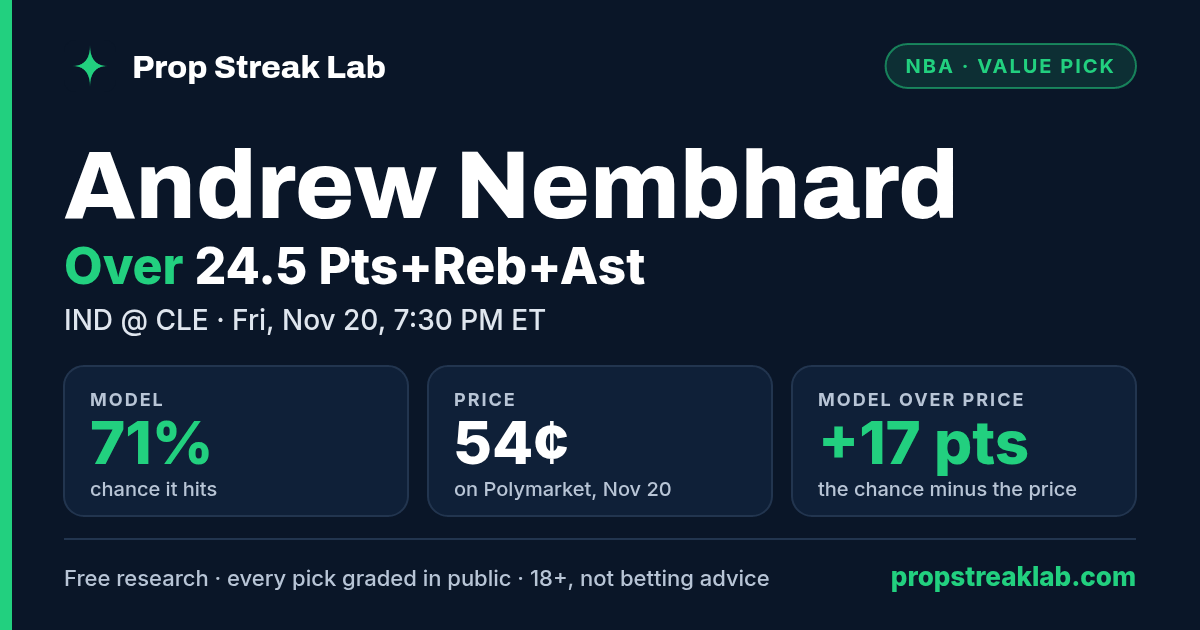 Prop Streak Lab
NBA · VALUE PICK
Andrew Nembhard
Over 24.5 Pts+Reb+Ast
IND @ CLE · Fri, Nov 20, 7:30 PM ET
MODEL
71%
chance it hits
PRICE
54¢
on Polymarket, Nov 20
MODEL OVER PRICE
+17 pts
the chance minus the price
Free research · every pick graded in public · 18+, not betting advice
propstreaklab.com